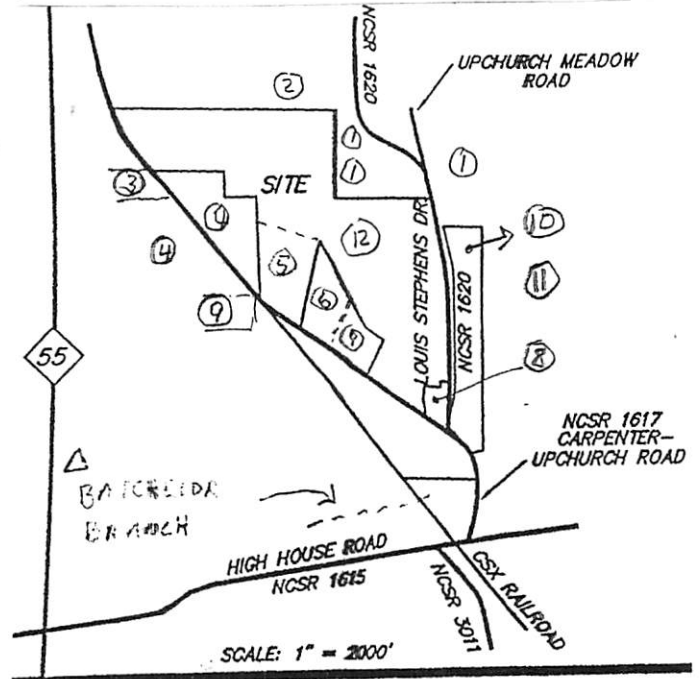 NCSR 1620
UPCHURCH MEADOW
ROAD
2
1
1
1
SITE
3
4
4
5
12
6
9
LOUIS STEPHENS DR.
NCSR 1620
10
11
8
55
NCSR 1617
CARPENTER-
UPCHURCH ROAD
BRANCH
HIGH HOUSE ROAD
NCSR 1615
NCSR 3011
CSX RAILROAD
SCALE: 1" = 2000'